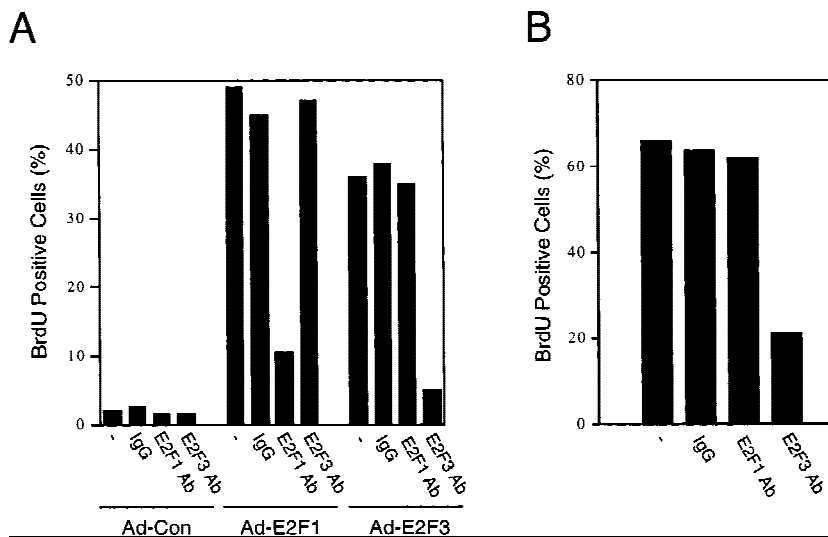 A
BrdU Positive Cells (%)
50
40
30
20
10
0
- IgG E2F1 Ab E2F3 Ab - IgG E2F1 Ab E2F3 Ab - IgG E2F1 Ab E2F3 Ab
Ad-Con Ad-E2F1 Ad-E2F3
B
BrdU Positive Cells (%)
80
60
40
20
0
- IgG E2F1 Ab E2F3 Ab